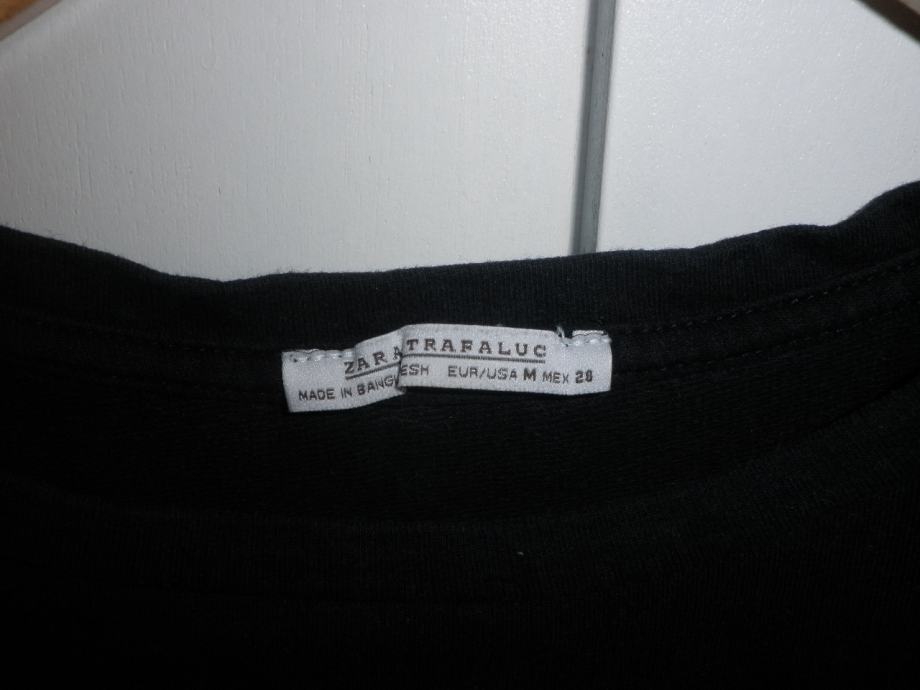 ZARA TRAFALUC
MADE IN BANG ESH EUR/USA M MEX 28